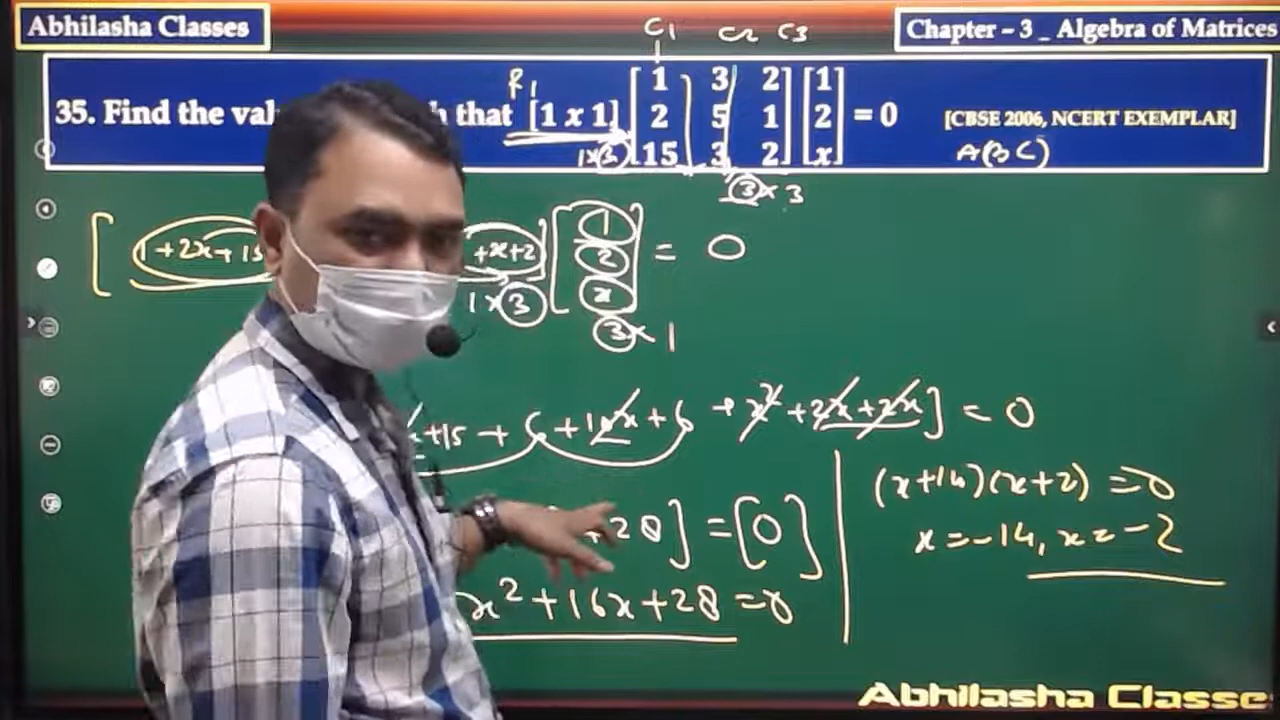 Abhilasha Classes
Chapter – 3 _ Algebra of Matrices
C1 C2 C3
R1
35. Find the val h that [1 x 1] [1 3 2] [1]
[2 5 1] [2] = 0 [CBSE 2006, NCERT EXEMPLAR]
[15 3 2] [x]
1×3 A(BC)
3×3
[1+2x+15 +x+2] [1 2 x] = 0
1×3
3×1
+15 + 6 +10x+6 + x² +2x+2x] = 0
+28] = [0]
x²+16x+28 = 0
(x+14)(x+2) = 0
x = -14, x = -2
Abhilasha Classe